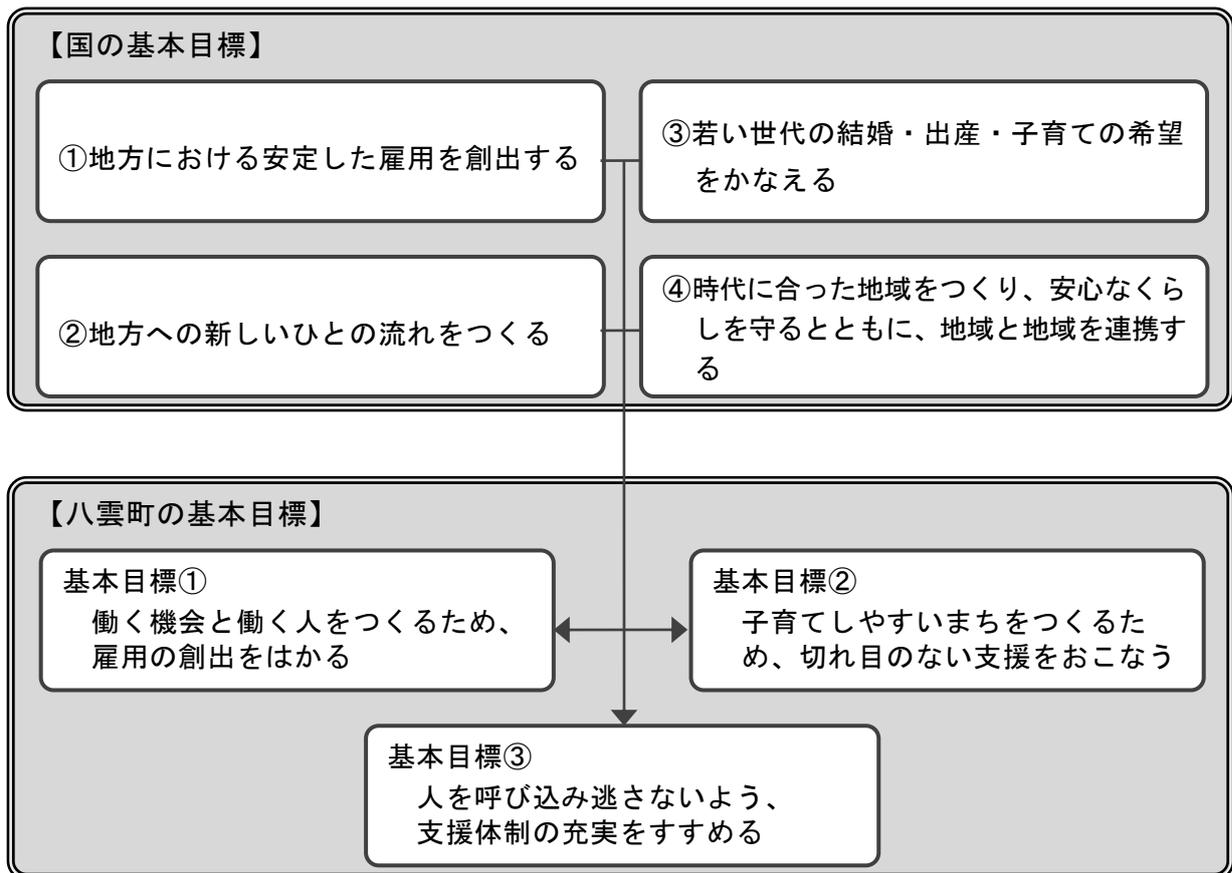 【国の基本目標】
①地方における安定した雇用を創出する
②地方への新しいひとの流れをつくる
③若い世代の結婚・出産・子育ての希望
をかなえる
④時代に合った地域をつくり、安心なくら
しを守るとともに、地域と地域を連携す
る
【八雲町の基本目標】
基本目標①
働く機会と働く人をつくるため、
雇用の創出をはかる
基本目標②
子育てしやすいまちをつくるた
め、切れ目のない支援をおこなう
基本目標③
人を呼び込み逃さないよう、
支援体制の充実をすすめる